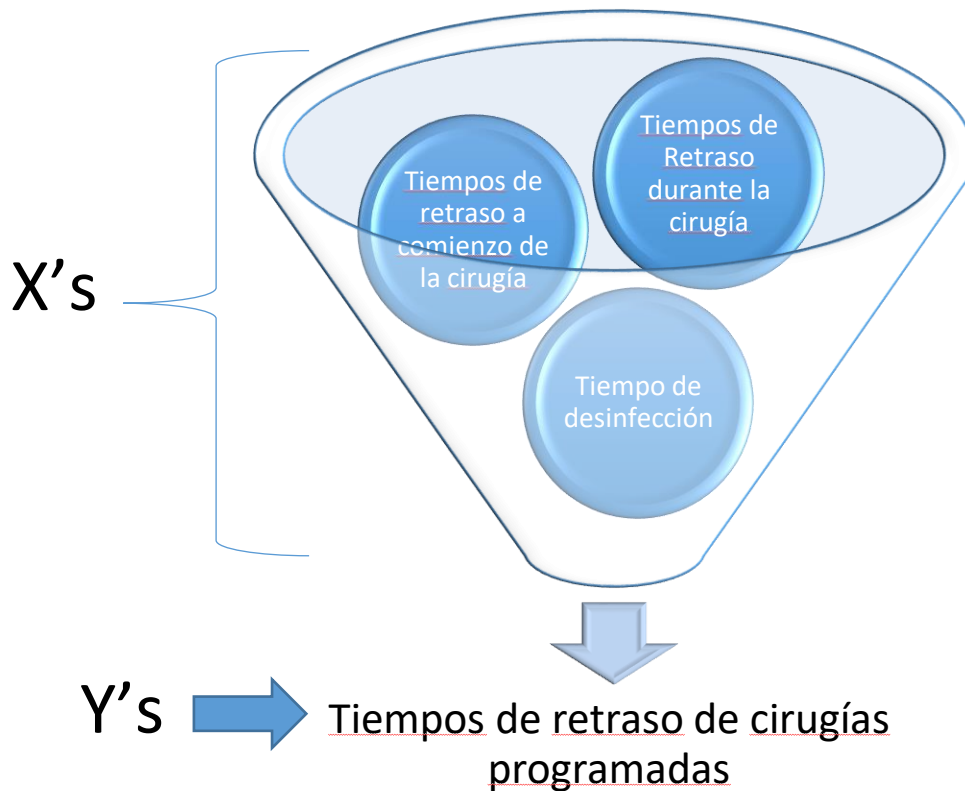 X's
Tiempos de
retraso a
comienzo de
la cirugía
Tiempos de
Retraso
durante la
cirugía
Tiempo de
desinfección
Y's
Tiempos de retraso de cirugías
programadas